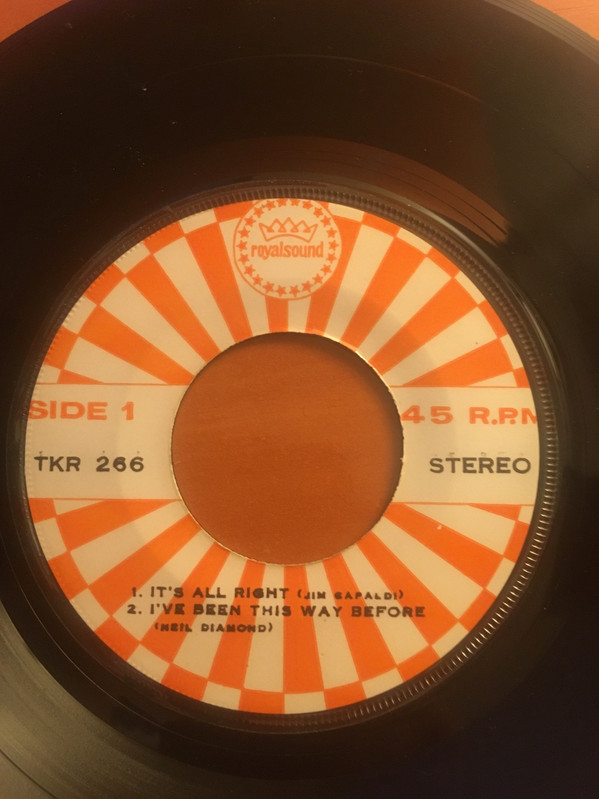 royalsound
SIDE 1
45 R.P.M
TKR 266
STEREO
1. IT'S ALL RIGHT (JIM CAPALDI)
2. I'VE BEEN THIS WAY BEFORE
(NEIL DIAMOND)